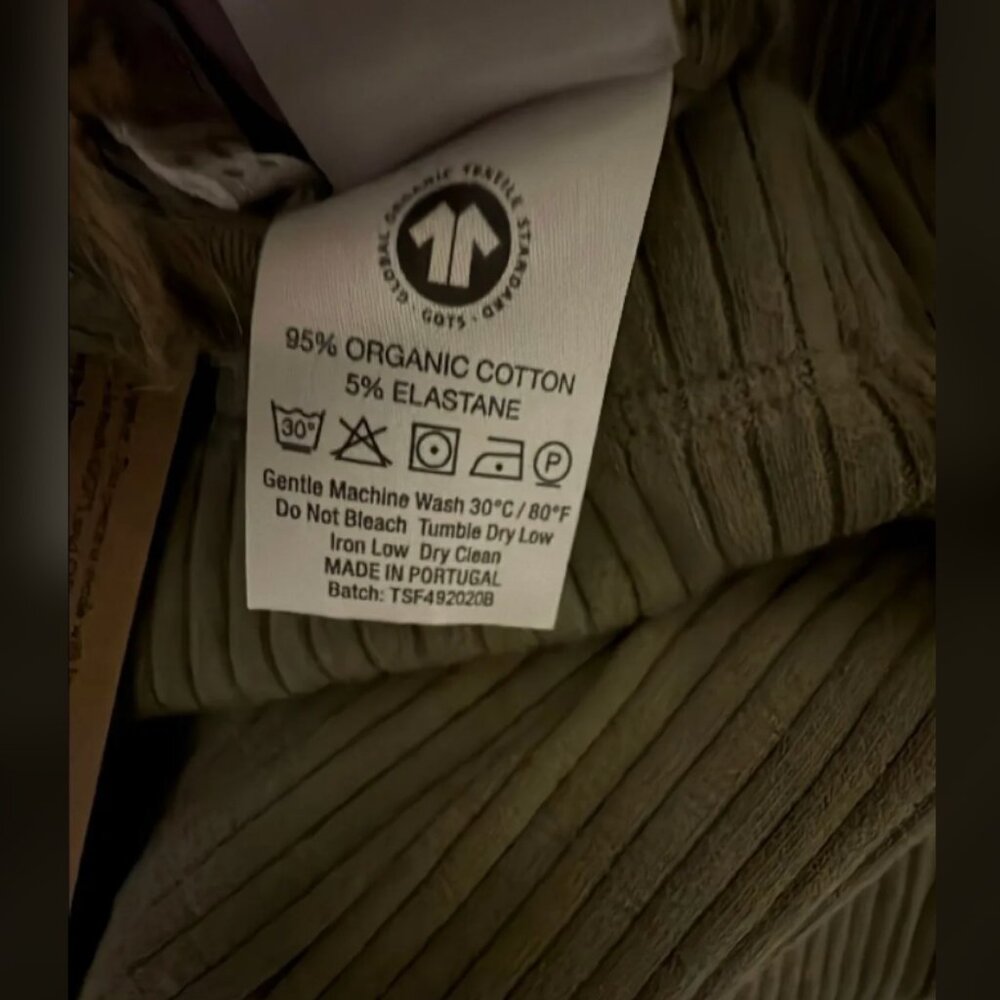 GLOBAL ORGANIC TEXTILE STANDARD · GOTS ·
95% ORGANIC COTTON
5% ELASTANE
30° P
Gentle Machine Wash 30°C / 80°F
Do Not Bleach Tumble Dry Low
Iron Low Dry Clean
MADE IN PORTUGAL
Batch: TSF492020B